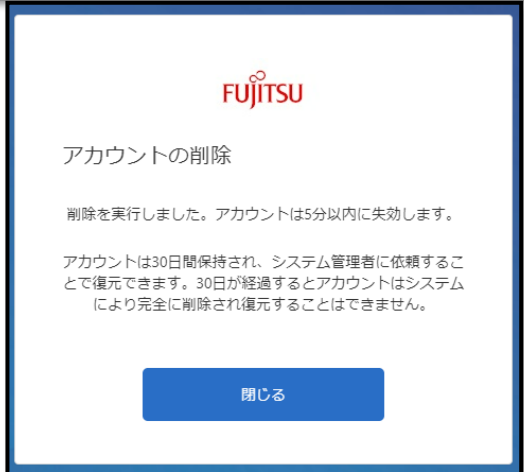 FUJITSU
アカウントの削除
削除を実行しました。アカウントは5分以内に失効します。
アカウントは30日間保持され、システム管理者に依頼するこ
とで復元できます。30日が経過するとアカウントはシステム
により完全に削除され復元することはできません。
閉じる